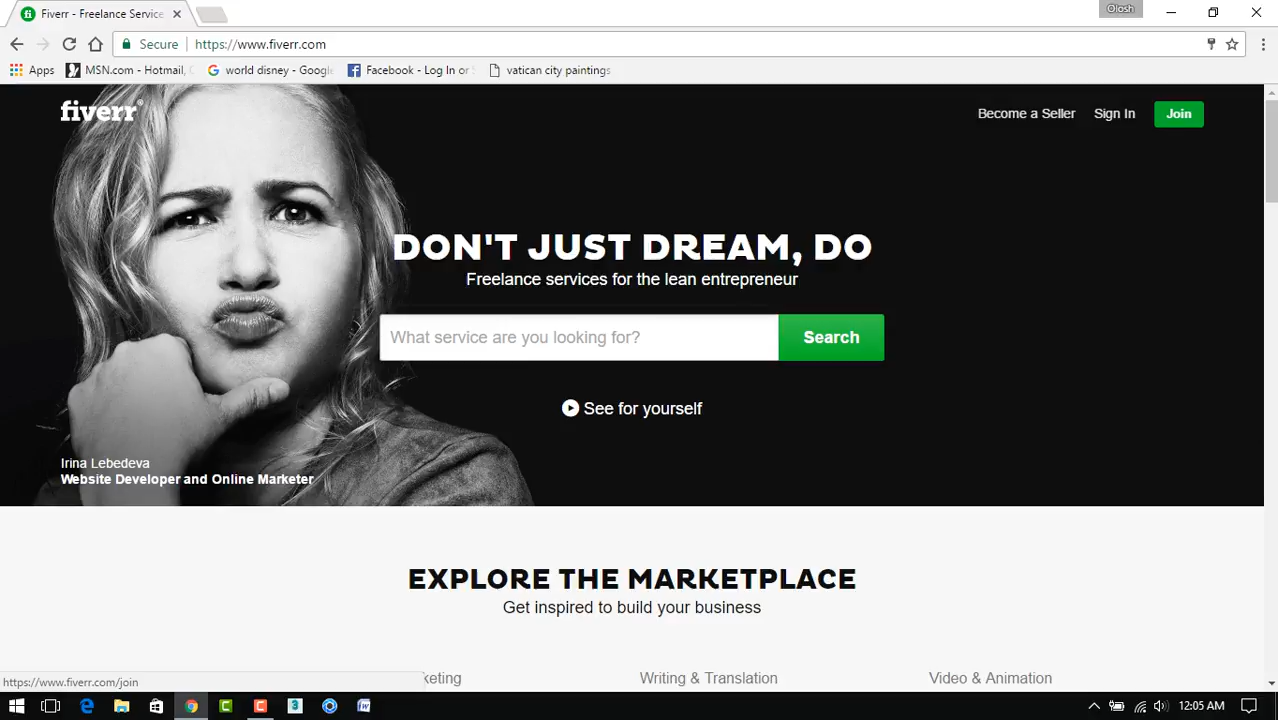 Fiverr - Freelance Service
Olosh
Secure
https://www.fiverr.com
Apps
MSN.com - Hotmail,
world disney - Google
Facebook - Log In or
vatican city paintings
fiverr®
Become a Seller
Sign In
Join
DON'T JUST DREAM, DO
Freelance services for the lean entrepreneur
What service are you looking for?
Search
See for yourself
Irina Lebedeva
Website Developer and Online Marketer
EXPLORE THE MARKETPLACE
Get inspired to build your business
keting
Writing & Translation
Video & Animation
https://www.fiverr.com/join
12:05 AM